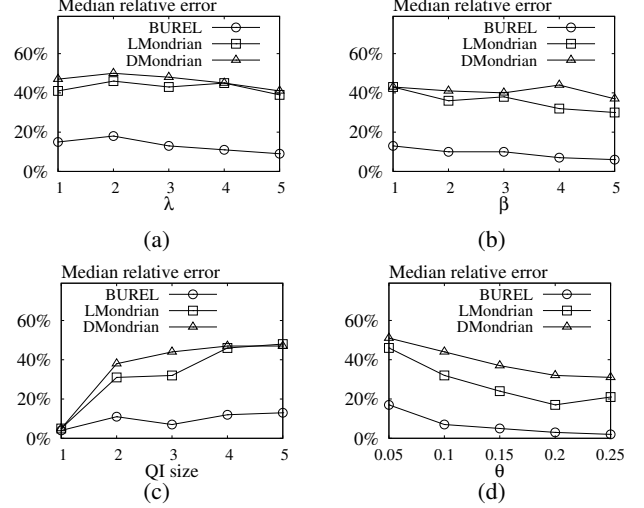 Median relative error
BUREL
LMondrian
DMondrian
60%
40%
20%
0%
1 2 3 4 5
λ
(a)
Median relative error
BUREL
LMondrian
DMondrian
60%
40%
20%
0%
1 2 3 4 5
β
(b)
Median relative error
BUREL
LMondrian
DMondrian
60%
40%
20%
0%
1 2 3 4 5
QI size
(c)
Median relative error
BUREL
LMondrian
DMondrian
60%
40%
20%
0%
0.05 0.1 0.15 0.2 0.25
θ
(d)